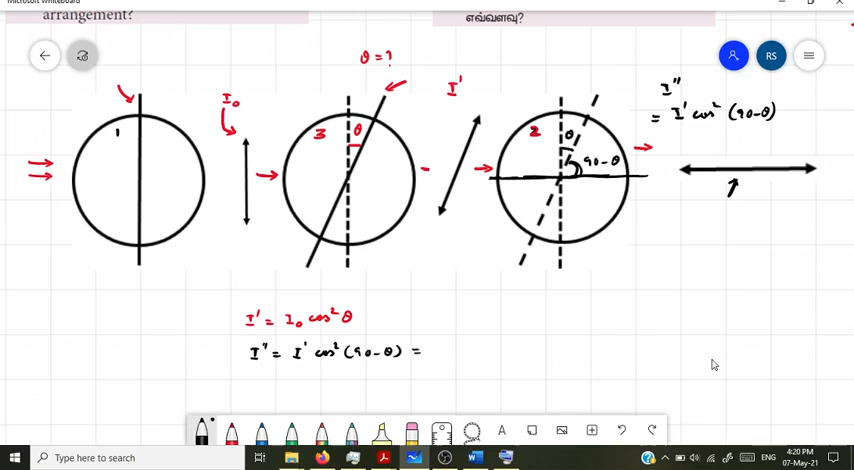 Microsoft Whiteboard
arrangement?
எவ்வளவு?
θ = ?
RS
I₀
I'
I''
= I' cos² (90-θ)
1
3
θ
2
θ
90-θ
I' = I₀ cos² θ
I'' = I' cos² (90-θ) =
A
Type here to search
W
ENG
4:20 PM
07-May-21